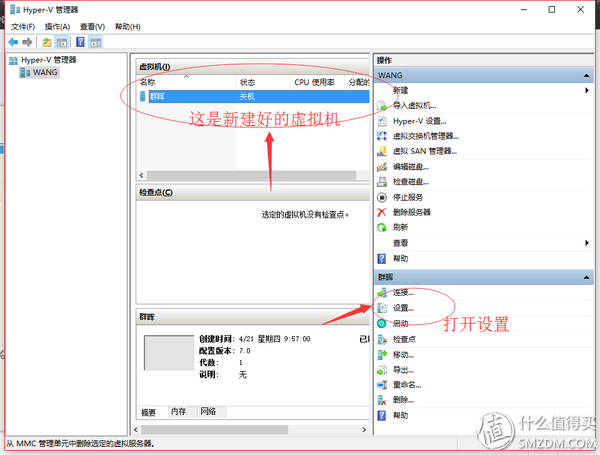 Hyper-V 管理器
文件(F) 操作(A) 查看(V) 帮助(H)
Hyper-V 管理器
WANG
虚拟机(I)
名称 状态 CPU 使用率 分配的
群晖 关机
这是新建好的虚拟机
检查点(C)
选定的虚拟机没有检查点。
群晖
创建时间: 4/21 星期四 9:57:00
配置版本: 7.0
代数: 1
说明: 无
摘要 内存 网络
操作
WANG
新建
导入虚拟机...
Hyper-V 设置...
虚拟交换机管理器...
虚拟 SAN 管理器...
编辑磁盘...
检查磁盘...
停止服务
删除服务器
刷新
查看
帮助
群晖
连接...
设置...
打开设置
启动
检查点
移动...
导出...
重命名...
删除...
帮助
从 MMC 管理单元中删除选定的虚拟服务器。
值 什么值得买
SMZDM.COM